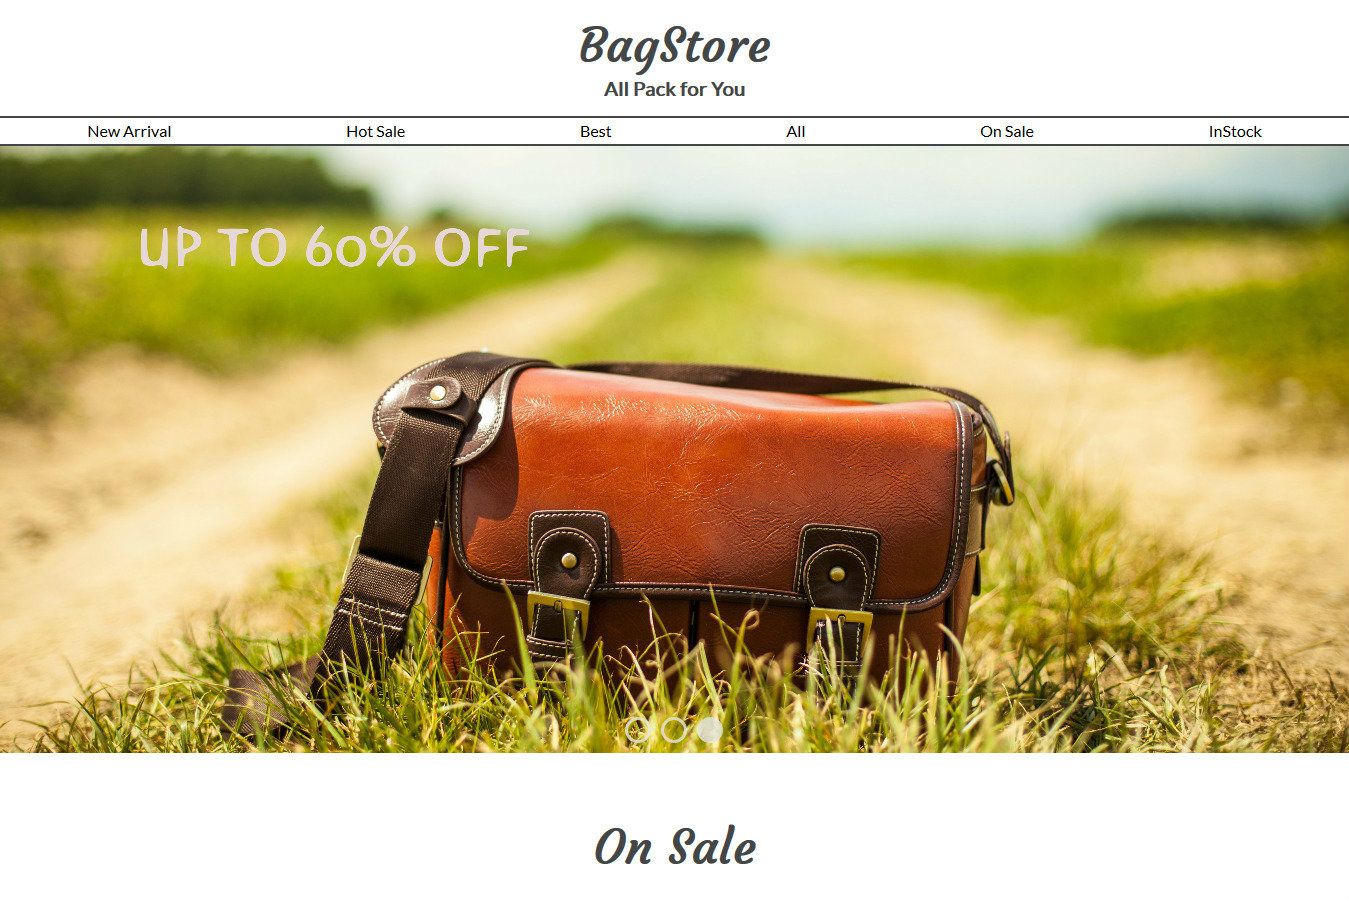 BagStore
All Pack for You
New Arrival Hot Sale Best All On Sale InStock
UP TO 60% OFF
On Sale